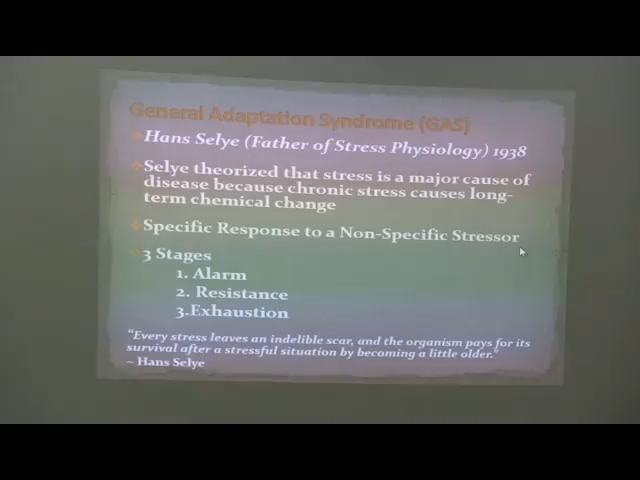 General Adaptation Syndrome (GAS)
Hans Selye (Father of Stress Physiology) 1938
Selye theorized that stress is a major cause of
disease because chronic stress causes long-
term chemical change
Specific Response to a Non-Specific Stressor
3 Stages
1. Alarm
2. Resistance
3.Exhaustion
“Every stress leaves an indelible scar, and the organism pays for its
survival after a stressful situation by becoming a little older.”
~ Hans Selye